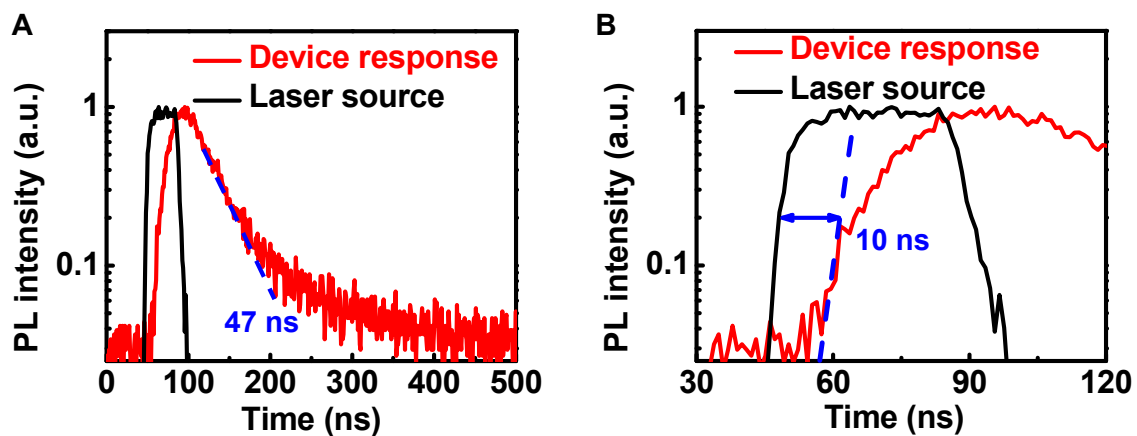 A
PL intensity (a.u.)
1
0.1
Device response
Laser source
47 ns
0 100 200 300 400 500
Time (ns)
B
PL intensity (a.u.)
1
0.1
Device response
Laser source
10 ns
30 60 90 120
Time (ns)